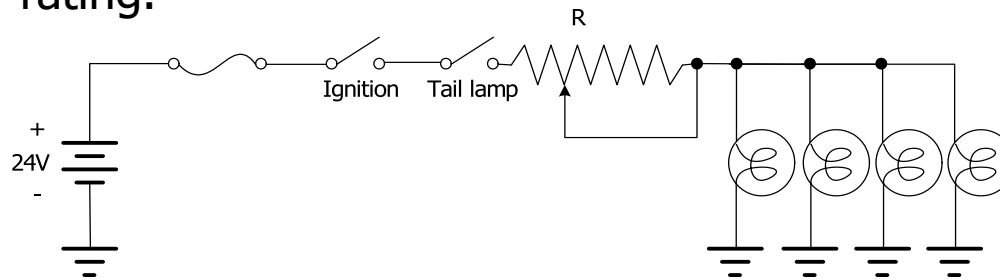 rating.
R
Ignition Tail lamp
+
24V
-